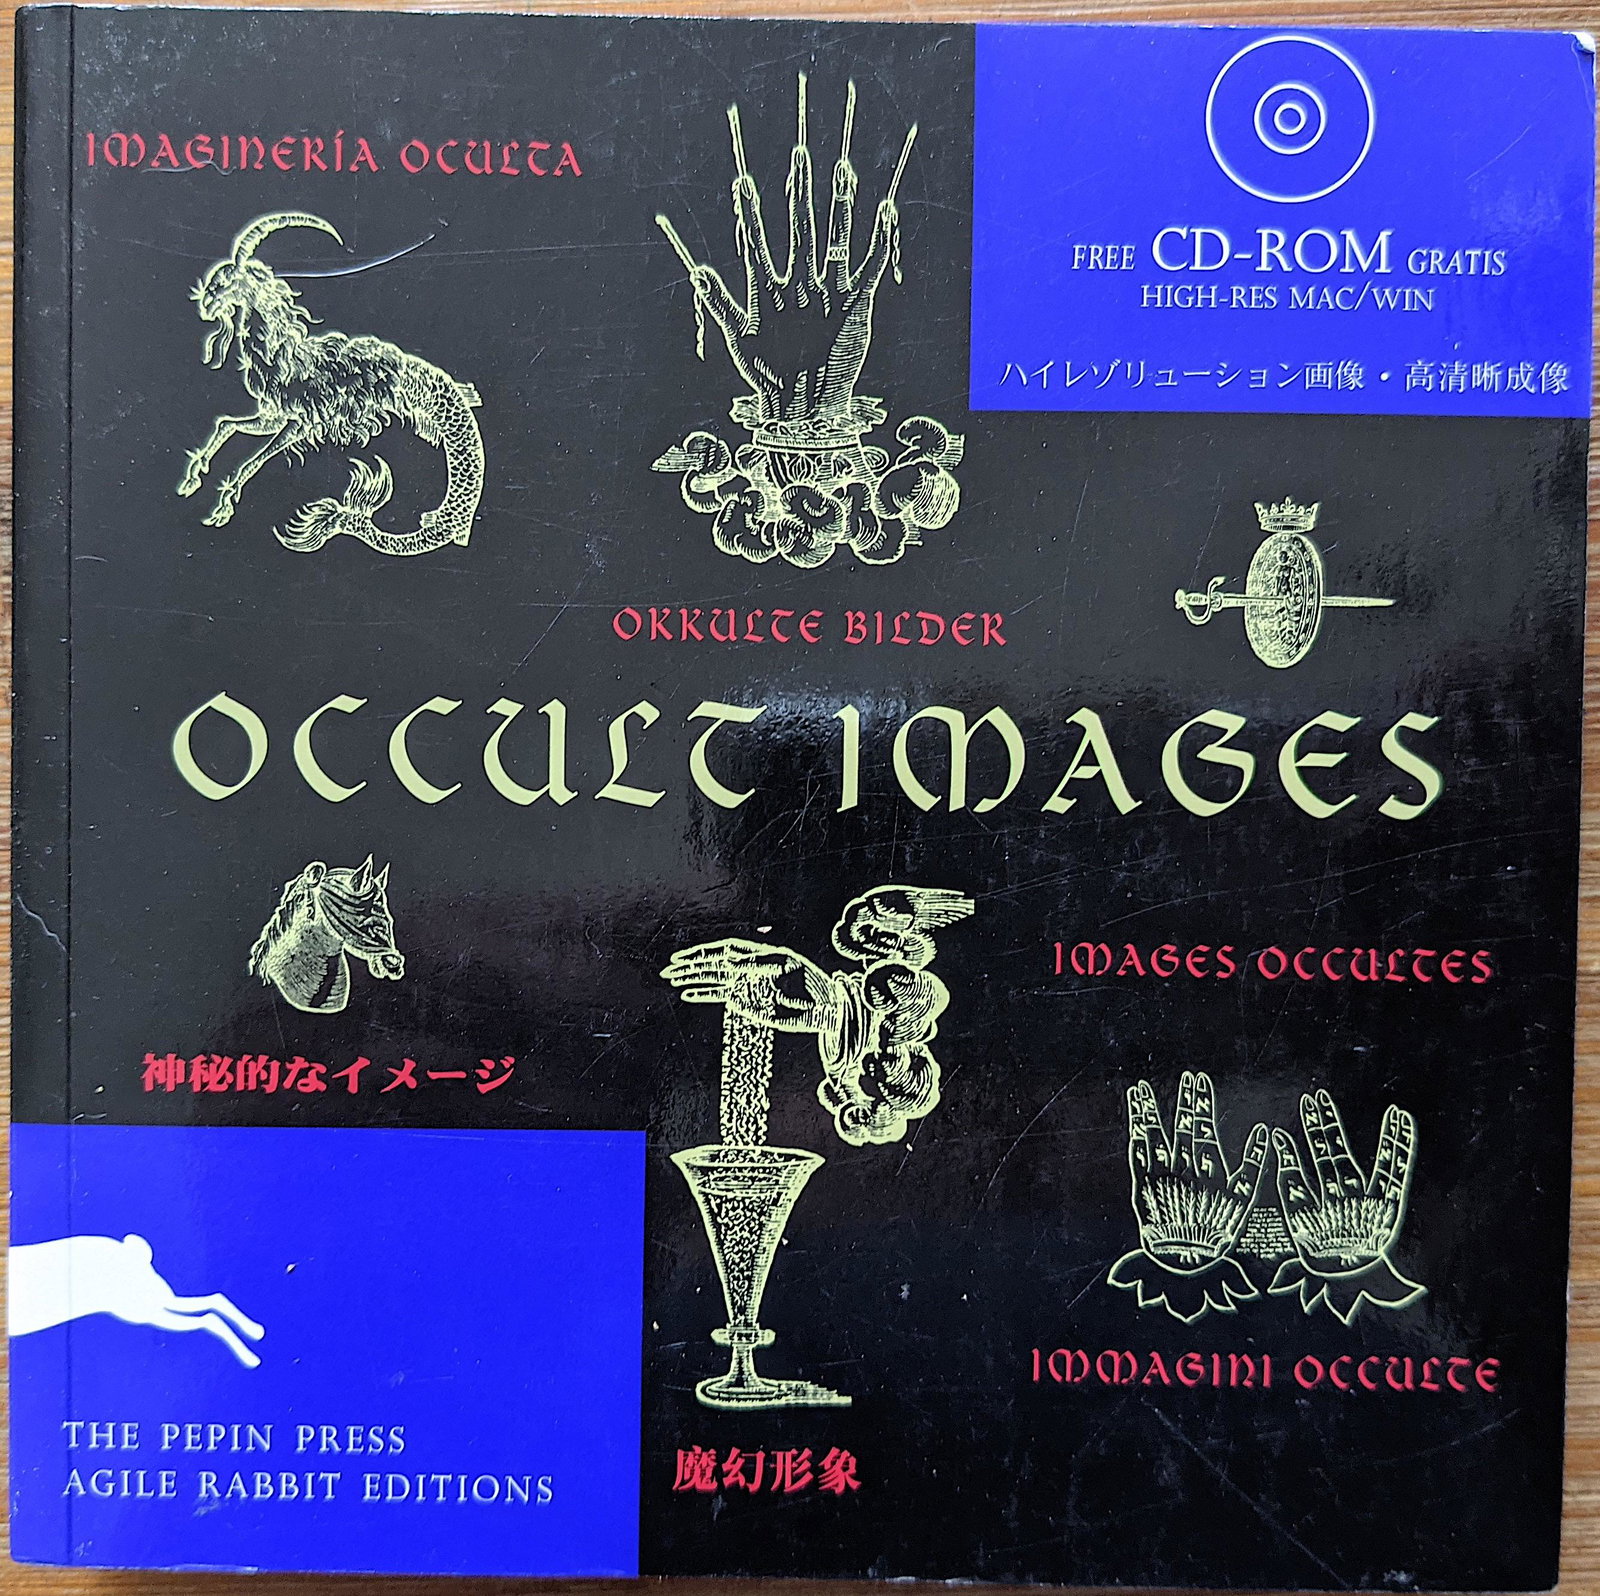 IMAGINERÍA OCULTA
FREE CD-ROM GRATIS
HIGH-RES MAC/WIN
ハイレゾリューション画像・高清晰成像
OKKULTE BILDER
OCCULT IMAGES
IMAGES OCCULTES
神秘的なイメージ
IMMAGINI OCCULTE
THE PEPIN PRESS
AGILE RABBIT EDITIONS
魔幻形象